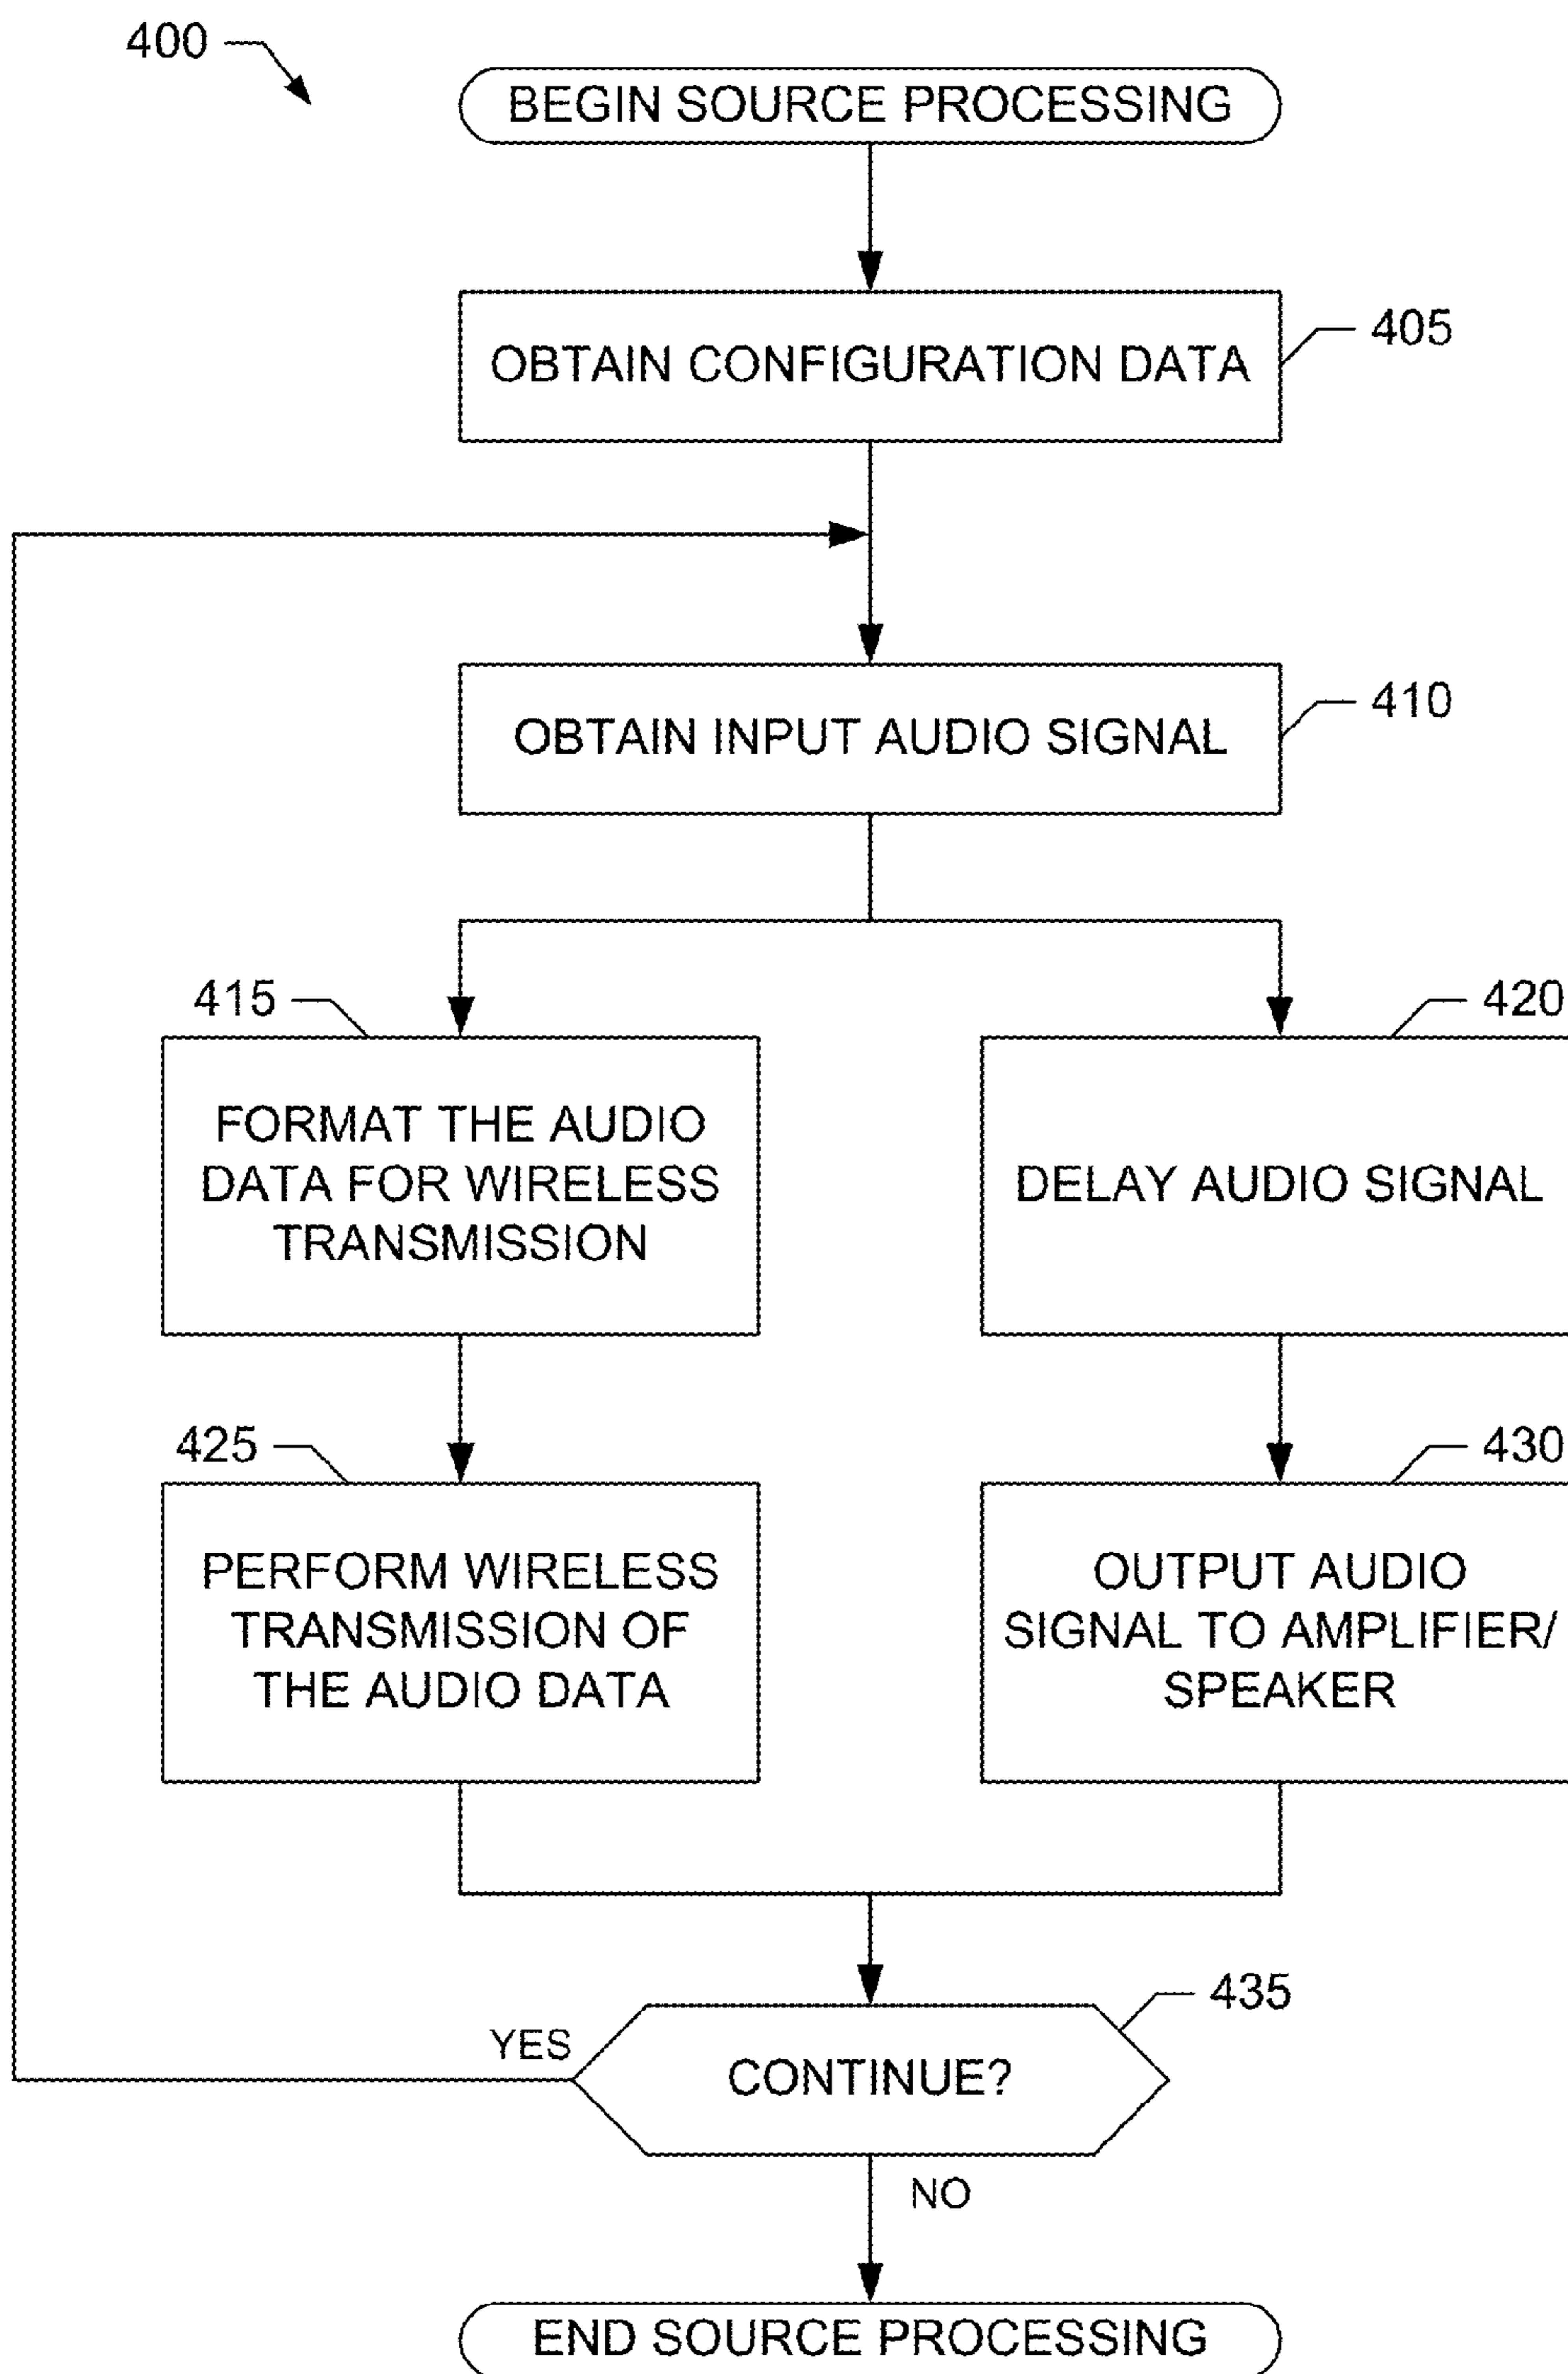 400
BEGIN SOURCE PROCESSING
OBTAIN CONFIGURATION DATA
405
OBTAIN INPUT AUDIO SIGNAL
410
415
FORMAT THE AUDIO
DATA FOR WIRELESS
TRANSMISSION
420
DELAY AUDIO SIGNAL
425
PERFORM WIRELESS
TRANSMISSION OF
THE AUDIO DATA
430
OUTPUT AUDIO
SIGNAL TO AMPLIFIER/
SPEAKER
435
YES
CONTINUE?
NO
END SOURCE PROCESSING